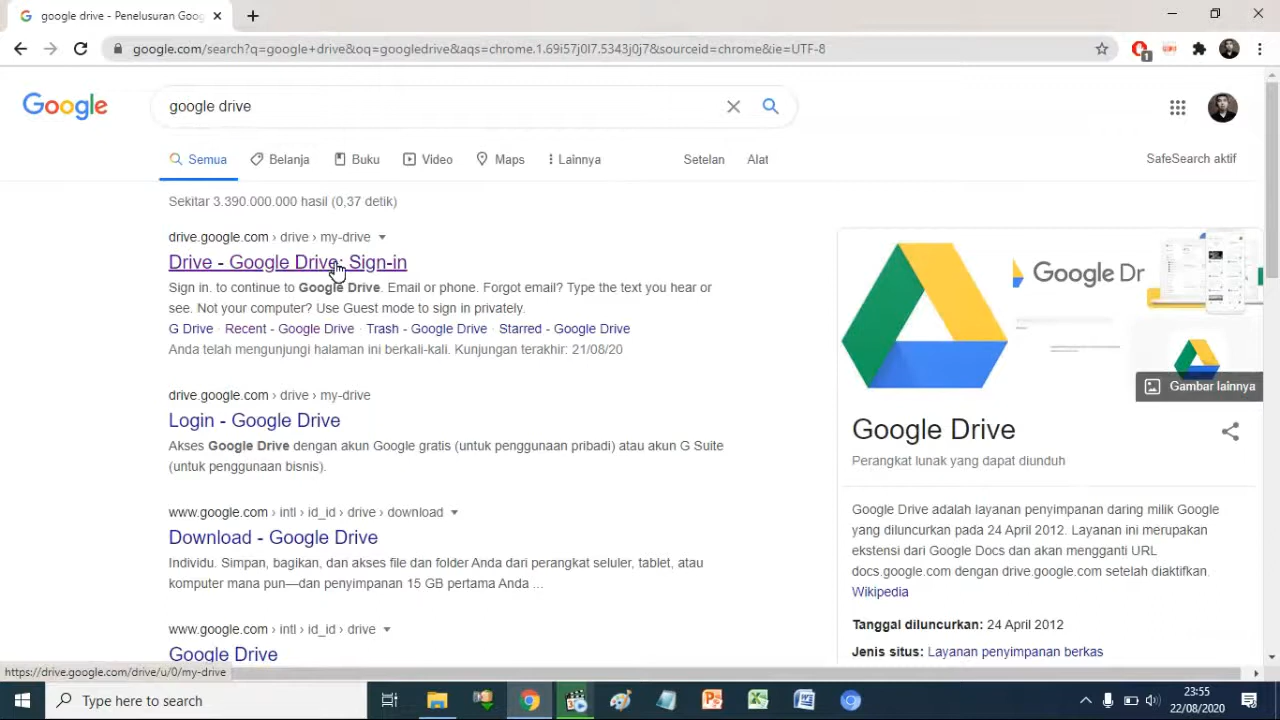 google drive - Penelusuran Goo
google.com/search?q=google+drive&oq=googledrive&aqs=chrome.1.69i57j0l7.5343j0j7&sourceid=chrome&ie=UTF-8
1
Google
google drive
Semua
Belanja
Buku
Video
Maps
Lainnya
Setelan
Alat
SafeSearch aktif
Sekitar 3.390.000.000 hasil (0,37 detik)
drive.google.com › drive › my-drive
Drive - Google Drive: Sign-in
Sign in. to continue to Google Drive. Email or phone. Forgot email? Type the text you hear or
see. Not your computer? Use Guest mode to sign in privately.
G Drive · Recent - Google Drive · Trash - Google Drive · Starred - Google Drive
Anda telah mengunjungi halaman ini berkali-kali. Kunjungan terakhir: 21/08/20
drive.google.com › drive › my-drive
Login - Google Drive
Akses Google Drive dengan akun Google gratis (untuk penggunaan pribadi) atau akun G Suite
(untuk penggunaan bisnis).
www.google.com › intl › id_id › drive › download
Download - Google Drive
Individu. Simpan, bagikan, dan akses file dan folder Anda dari perangkat seluler, tablet, atau
komputer mana pun—dan penyimpanan 15 GB pertama Anda ...
www.google.com › intl › id_id › drive
Google Drive
Google Dr
Gambar lainnya
Google Drive
Perangkat lunak yang dapat diunduh
Google Drive adalah layanan penyimpanan daring milik Google
yang diluncurkan pada 24 April 2012. Layanan ini merupakan
ekstensi dari Google Docs dan akan mengganti URL
docs.google.com dengan drive.google.com setelah diaktifkan.
Wikipedia
Tanggal diluncurkan: 24 April 2012
Jenis situs: Layanan penyimpanan berkas
https://drive.google.com/drive/u/0/my-drive
Type here to search
23:55
22/08/2020